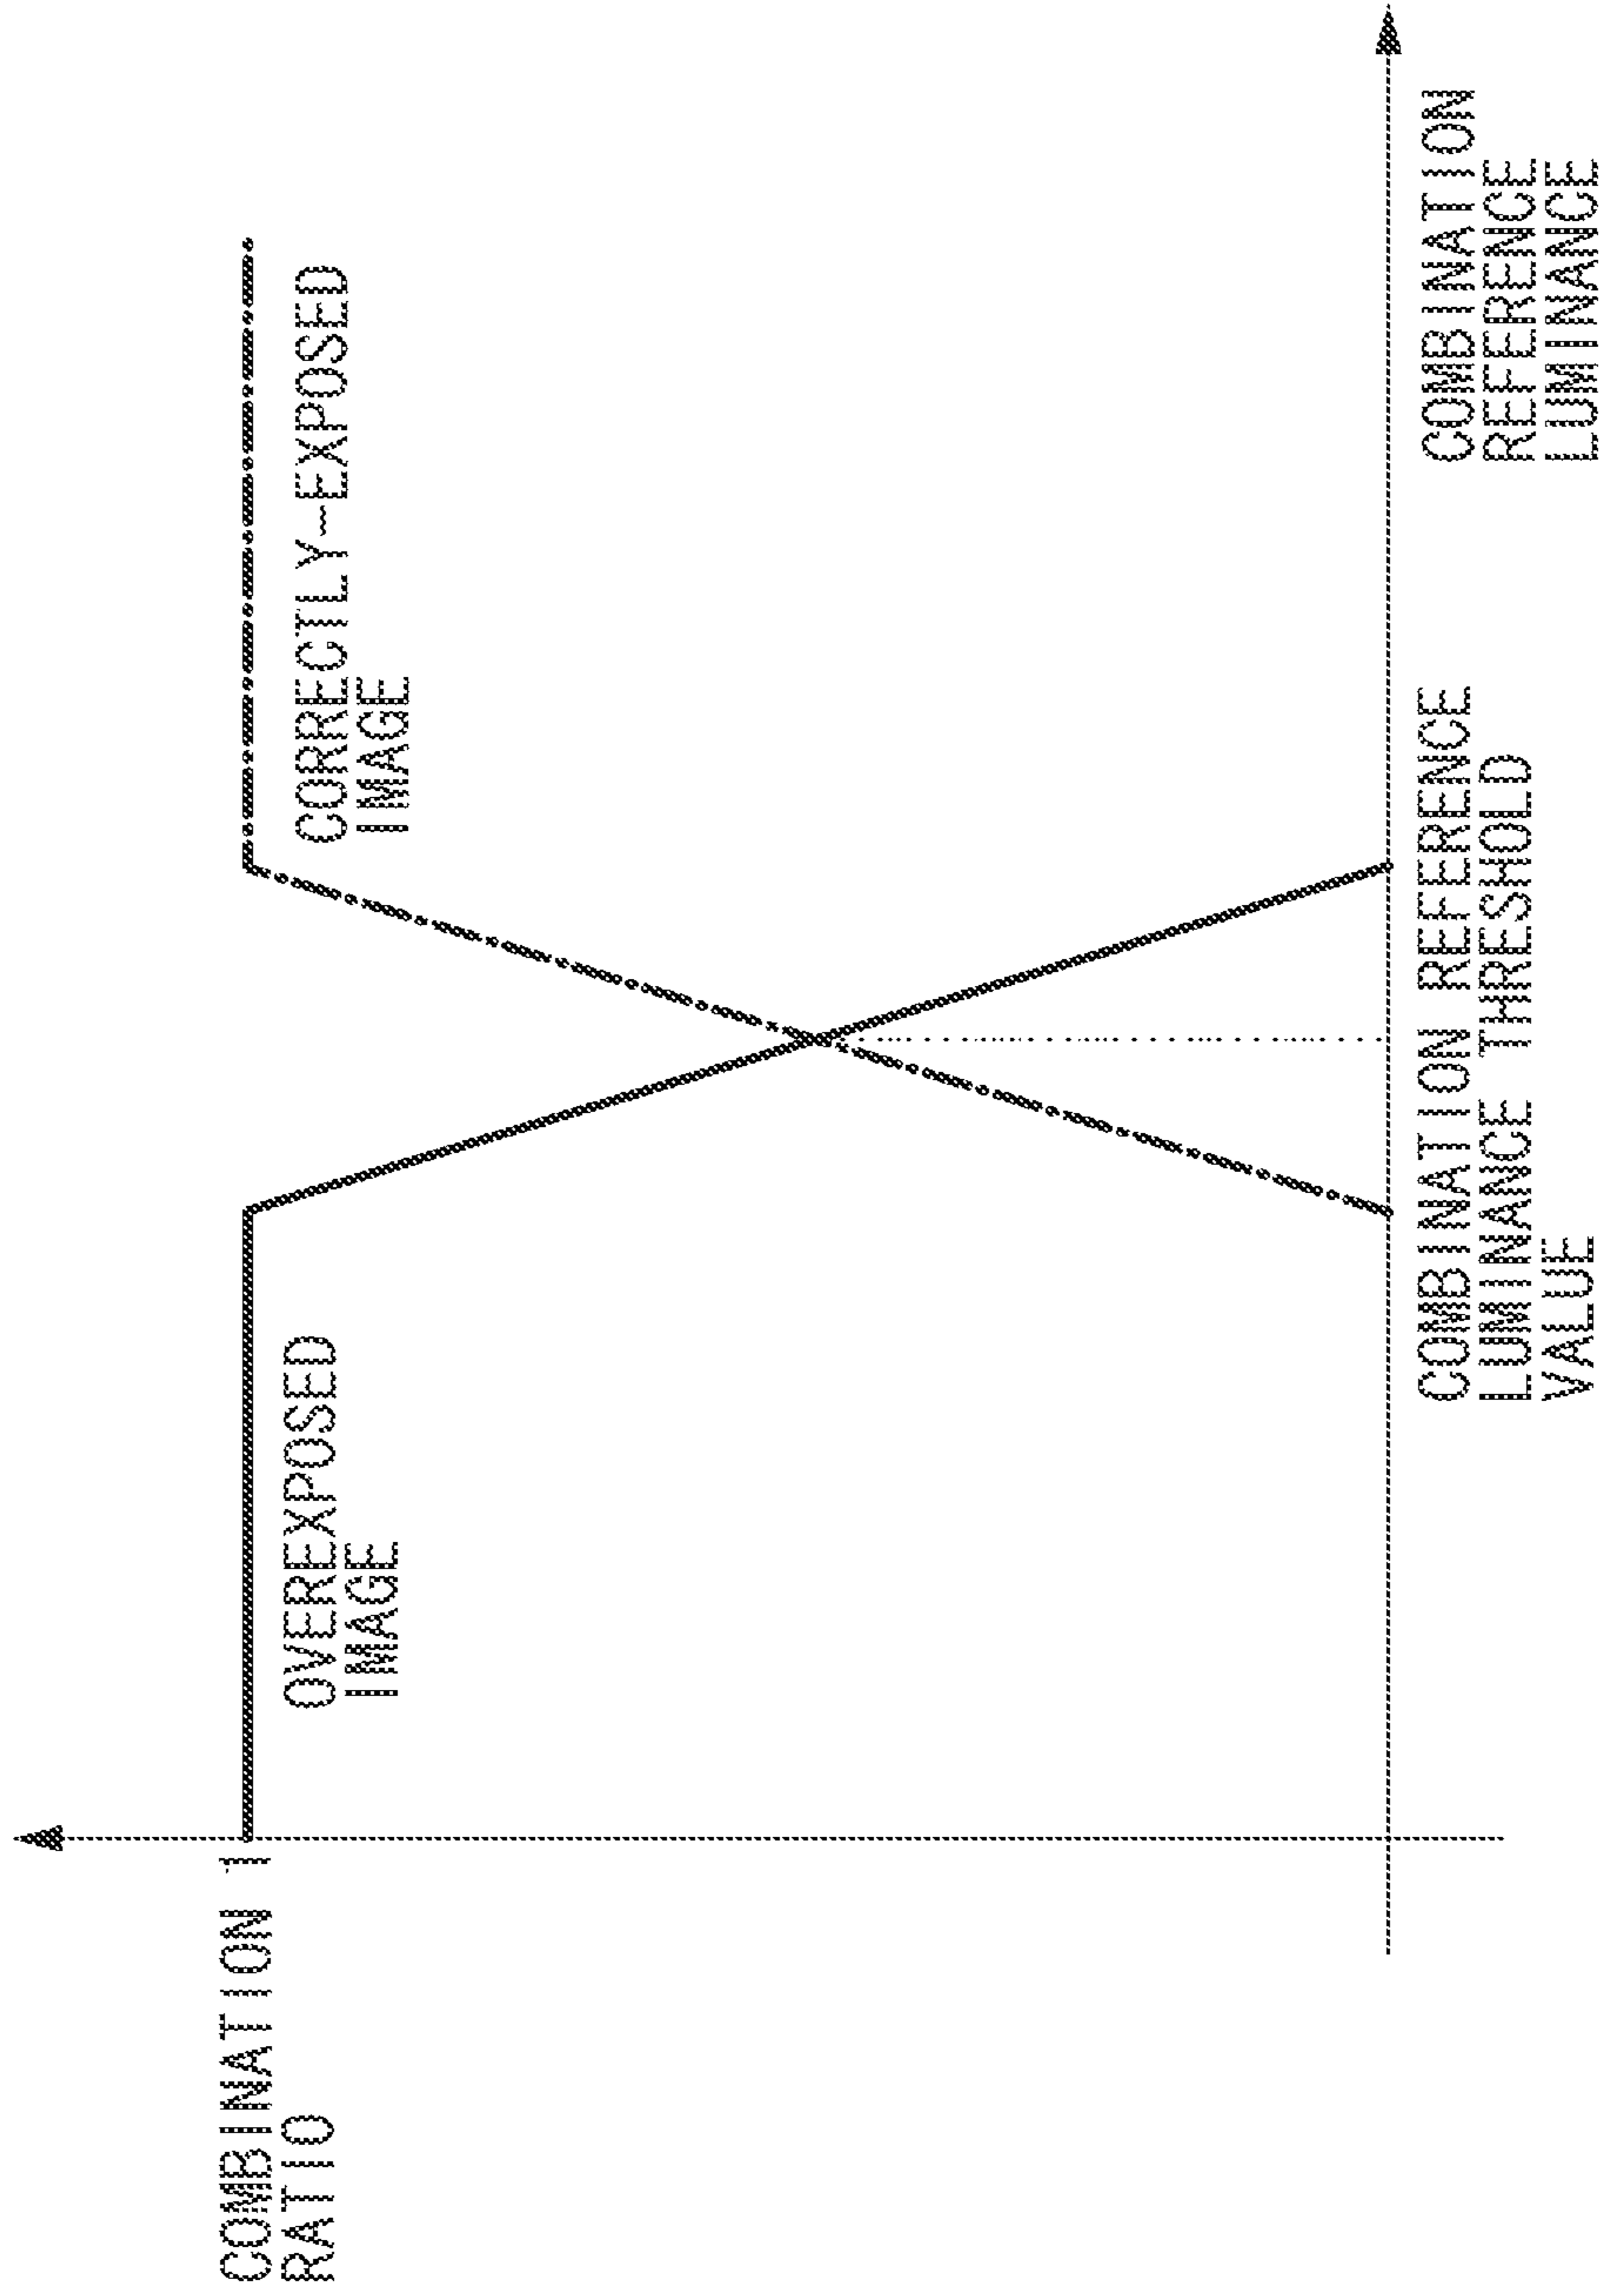 COMBINATION 1
RATIO
OVEREXPOSED
IMAGE
CORRECTLY-EXPOSED
IMAGE
COMBINATION REFERENCE
LUMINANCE THRESHOLD
VALUE
COMBINATION
REFERENCE
LUMINANCE